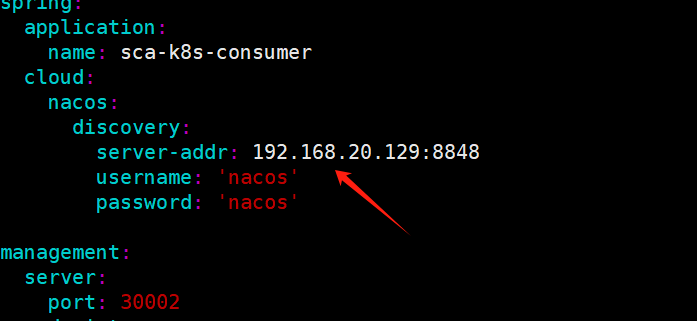 spring:
  application:
    name: sca-k8s-consumer
  cloud:
    nacos:
      discovery:
        server-addr: 192.168.20.129:8848
        username: 'nacos'
        password: 'nacos'
management:
  server:
    port: 30002